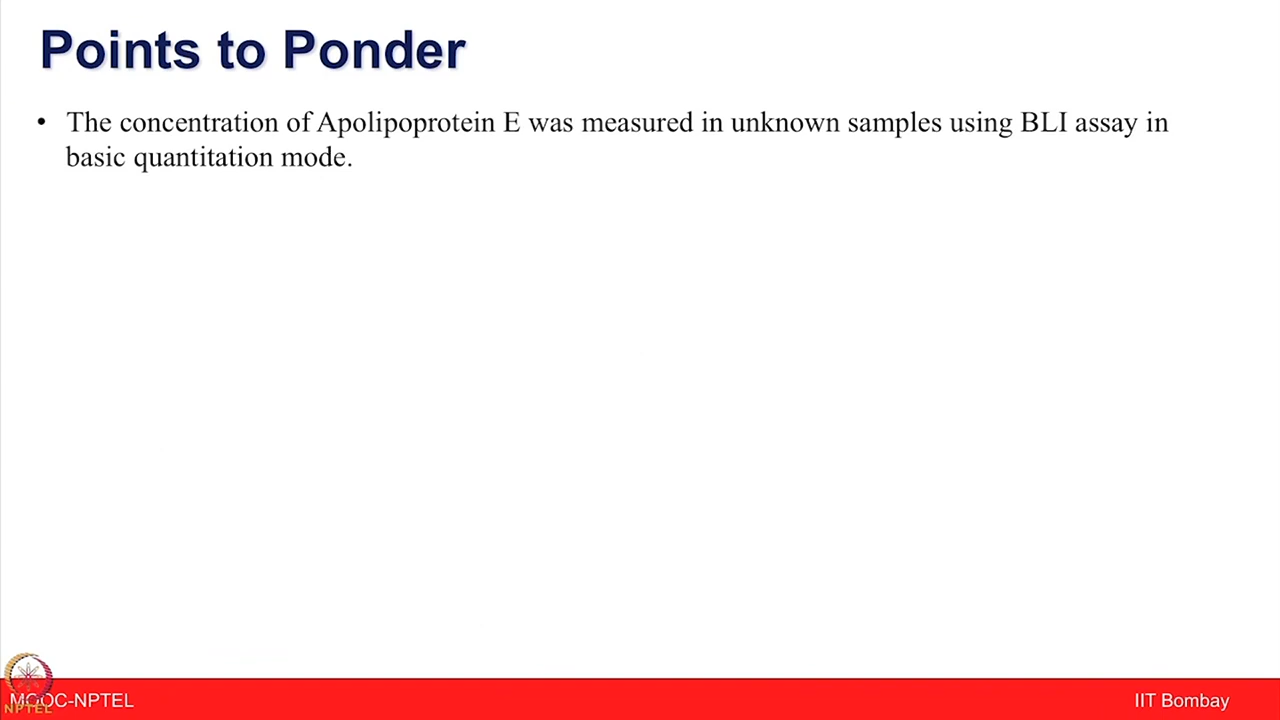 Points to Ponder
• The concentration of Apolipoprotein E was measured in unknown samples using BLI assay in
basic quantitation mode.
MOOC-NPTEL
NPTEL
IIT Bombay